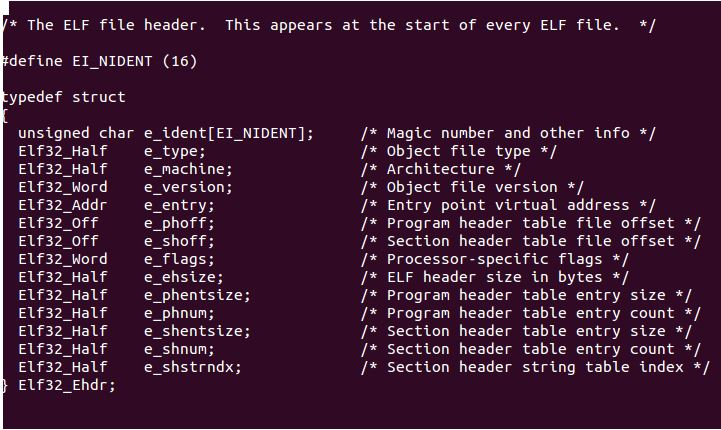 /* The ELF file header.  This appears at the start of every ELF file.  */
#define EI_NIDENT (16)
typedef struct
{
  unsigned char e_ident[EI_NIDENT];     /* Magic number and other info */
  Elf32_Half    e_type;                 /* Object file type */
  Elf32_Half    e_machine;              /* Architecture */
  Elf32_Word    e_version;              /* Object file version */
  Elf32_Addr    e_entry;                /* Entry point virtual address */
  Elf32_Off     e_phoff;                /* Program header table file offset */
  Elf32_Off     e_shoff;                /* Section header table file offset */
  Elf32_Word    e_flags;                /* Processor-specific flags */
  Elf32_Half    e_ehsize;               /* ELF header size in bytes */
  Elf32_Half    e_phentsize;            /* Program header table entry size */
  Elf32_Half    e_phnum;                /* Program header table entry count */
  Elf32_Half    e_shentsize;            /* Section header table entry size */
  Elf32_Half    e_shnum;                /* Section header table entry count */
  Elf32_Half    e_shstrndx;             /* Section header string table index */
} Elf32_Ehdr;